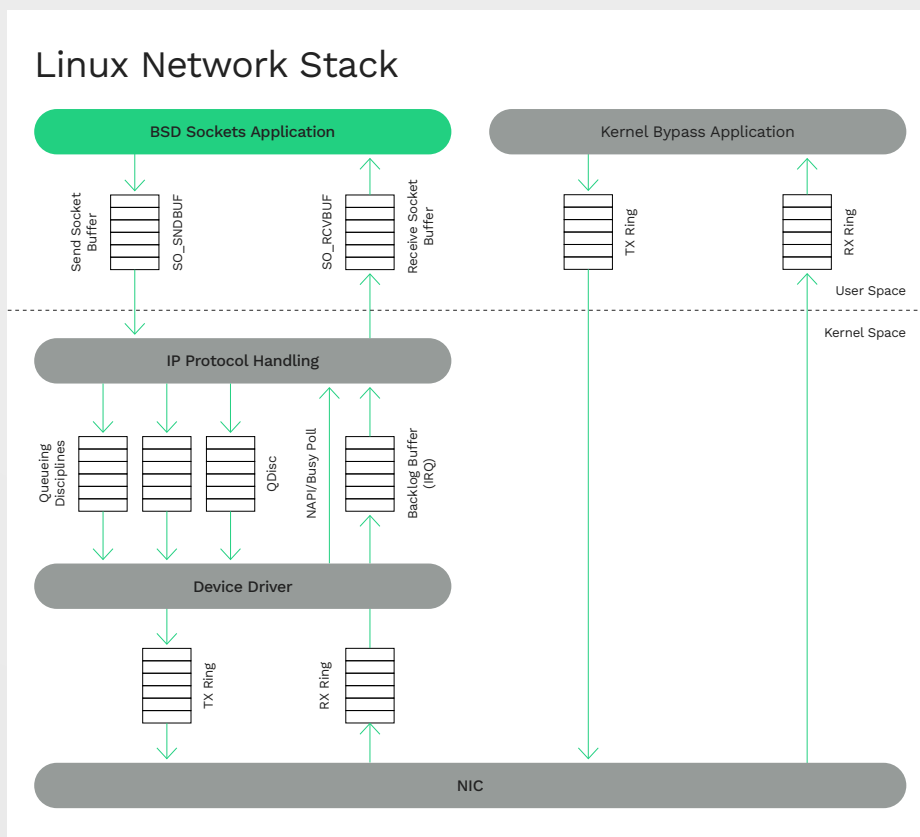 Linux Network Stack
BSD Sockets Application
Kernel Bypass Application
Send Socket
Buffer
SO_SNDBUF
SO_RCVBUF
Receive Socket
Buffer
TX Ring
RX Ring
User Space
Kernel Space
IP Protocol Handling
Queueing
Disciplines
QDisc
NAPI/Busy Poll
Backlog Buffer
(IRQ)
Device Driver
TX Ring
RX Ring
NIC